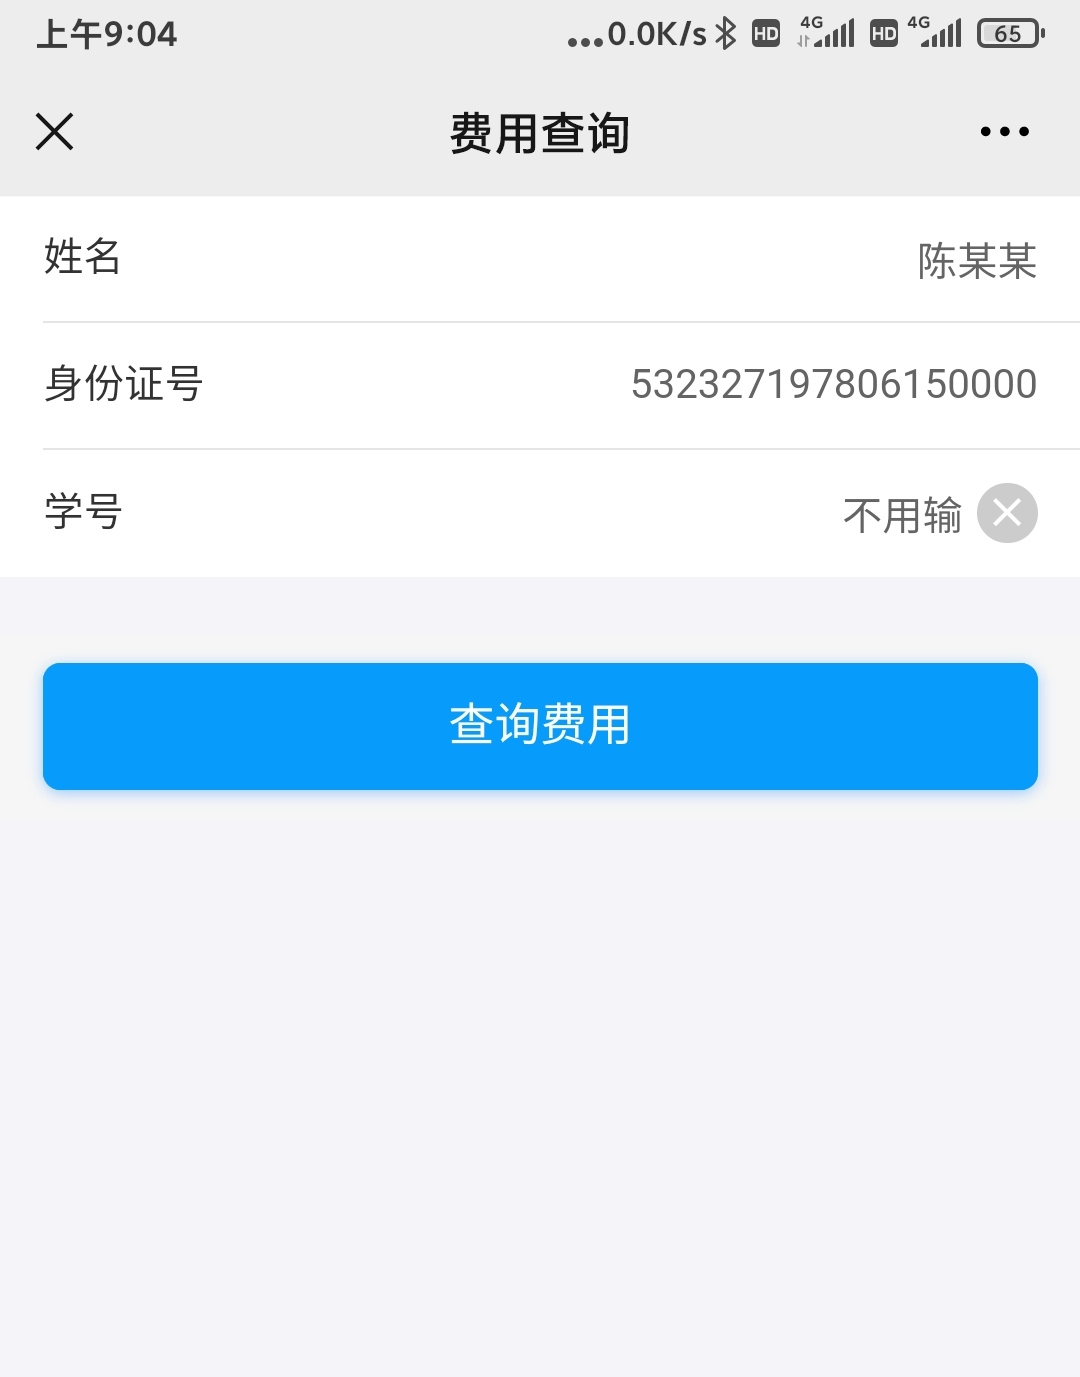 上午9:04 ...0.0K/s HD 4G HD 4G 65
费用查询
姓名 陈某某
身份证号 532327197806150000
学号 不用输
查询费用